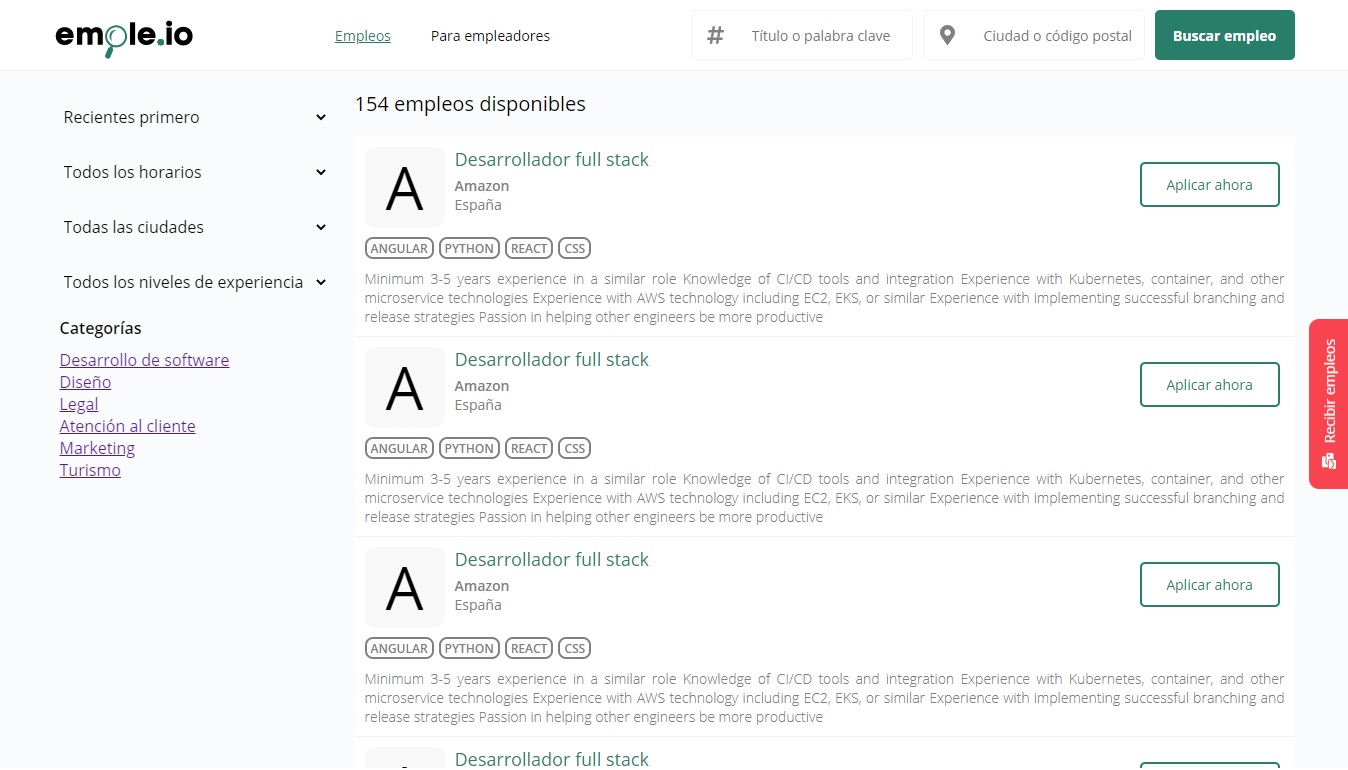 emple.io
Empleos
Para empleadores
Título o palabra clave
Ciudad o código postal
Buscar empleo
Recientes primero
Todos los horarios
Todas las ciudades
Todos los niveles de experiencia
Categorías
Desarrollo de software
Diseño
Legal
Atención al cliente
Marketing
Turismo
154 empleos disponibles
A
Desarrollador full stack
Amazon
España
Aplicar ahora
ANGULAR PYTHON REACT CSS
Minimum 3-5 years experience in a similar role Knowledge of CI/CD tools and integration Experience with Kubernetes, container, and other
microservice technologies Experience with AWS technology including EC2, EKS, or similar Experience with implementing successful branching and
release strategies Passion in helping other engineers be more productive
A
Desarrollador full stack
Amazon
España
Aplicar ahora
ANGULAR PYTHON REACT CSS
Minimum 3-5 years experience in a similar role Knowledge of CI/CD tools and integration Experience with Kubernetes, container, and other
microservice technologies Experience with AWS technology including EC2, EKS, or similar Experience with implementing successful branching and
release strategies Passion in helping other engineers be more productive
A
Desarrollador full stack
Amazon
España
Aplicar ahora
ANGULAR PYTHON REACT CSS
Minimum 3-5 years experience in a similar role Knowledge of CI/CD tools and integration Experience with Kubernetes, container, and other
microservice technologies Experience with AWS technology including EC2, EKS, or similar Experience with implementing successful branching and
release strategies Passion in helping other engineers be more productive
Desarrollador full stack
Recibir empleos